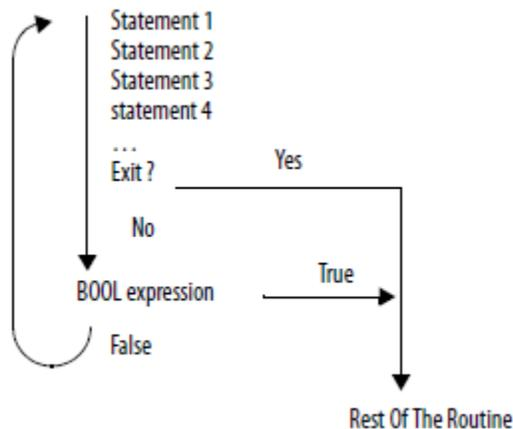 Statement 1
Statement 2
Statement 3
statement 4
...
Exit ?
Yes
No
BOOL expression
True
False
Rest Of The Routine